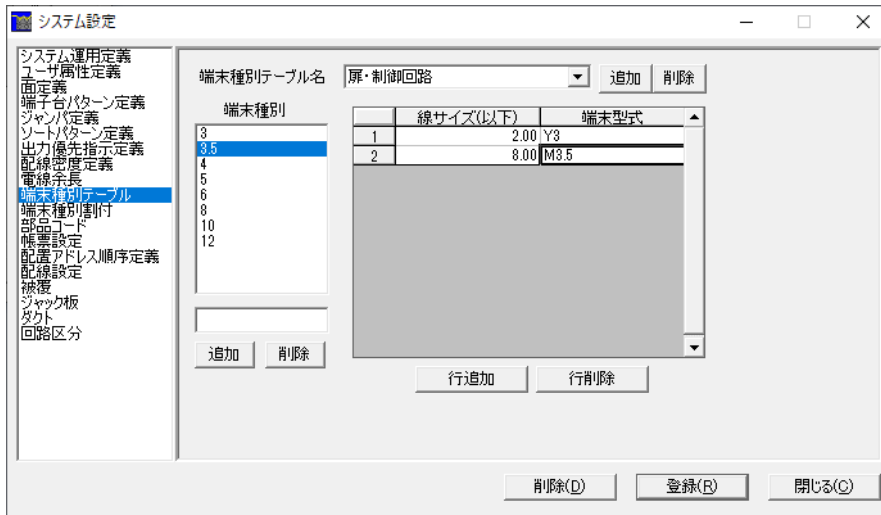 システム設定
システム運用定義
ユーザ属性定義
面定義
端子台パターン定義
ジャンパ定義
ソートパターン定義
出力優先指示定義
配線密度定義
電線余長
端末種別テーブル
端末種別割付
部品コード
帳票設定
配置アドレス順序定義
配線設定
被覆
ジャック板
ダクト
回路区分
端末種別テーブル名 扉・制御回路 追加 削除
端末種別
3
3.5
4
5
6
8
10
12
追加 削除
線サイズ(以下) 端末型式
1 2.00 Y3
2 8.00 M3.5
行追加 行削除
削除(D) 登録(R) 閉じる(C)